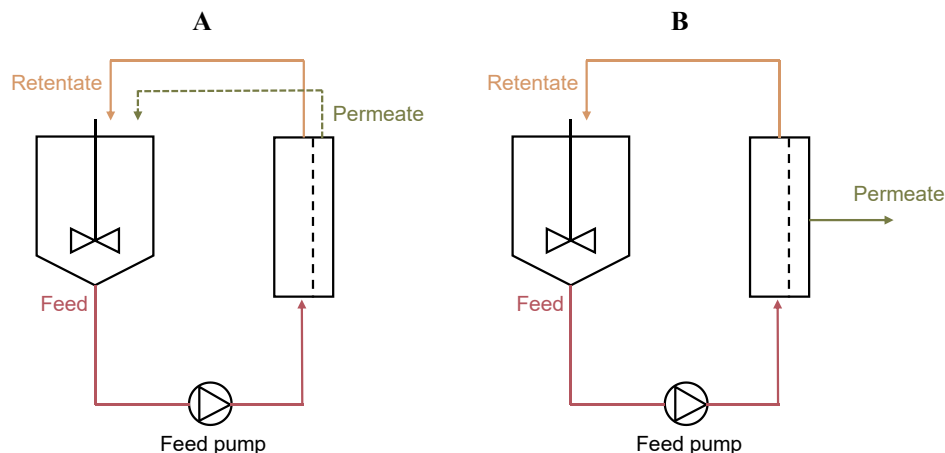 A
Retentate
Permeate
Feed
Feed pump
B
Retentate
Permeate
Feed
Feed pump